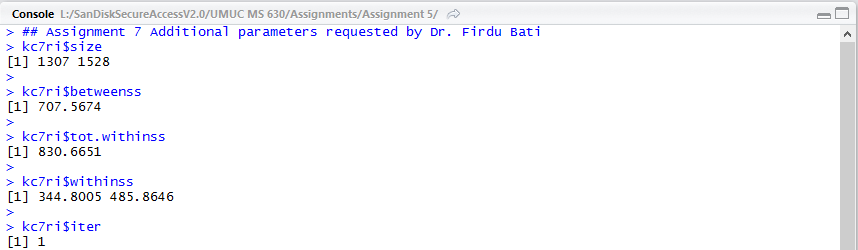 Console L:/SanDiskSecureAccessV2.0/UMUC MS 630/Assignments/Assignment 5/
> ## Assignment 7 Additional parameters requested by Dr. Firdu Bati
> kc7ri$size
[1] 1307 1528
>
> kc7ri$betweenss
[1] 707.5674
>
> kc7ri$tot.withinss
[1] 830.6651
>
> kc7ri$withinss
[1] 344.8005 485.8646
>
> kc7ri$iter
[1] 1